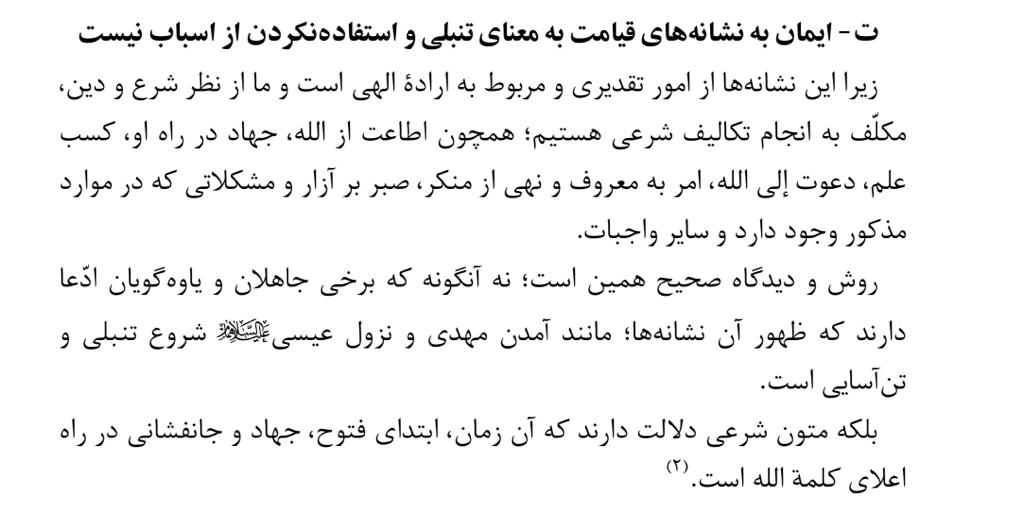 ت- ایمان به نشانه‌های قیامت به معنای تنبلی و استفاده‌نکردن از اسباب نیست
زیرا این نشانه‌ها از امور تقدیری و مربوط به ارادهٔ الهی است و ما از نظر شرع و دین،
مکلّف به انجام تکالیف شرعی هستیم؛ همچون اطاعت از الله، جهاد در راه او، کسب
علم، دعوت إلی الله، امر به معروف و نهی از منکر، صبر بر آزار و مشکلاتی که در موارد
مذکور وجود دارد و سایر واجبات.
روش و دیدگاه صحیح همین است؛ نه آنگونه که برخی جاهلان و یاوه‌گویان ادّعا
دارند که ظهور آن نشانه‌ها؛ مانند آمدن مهدی و نزول عیسی شروع تنبلی و
تن‌آسایی است.
بلکه متون شرعی دلالت دارند که آن زمان، ابتدای فتوح، جهاد و جانفشانی در راه
اعلای کلمة الله است.(۲)